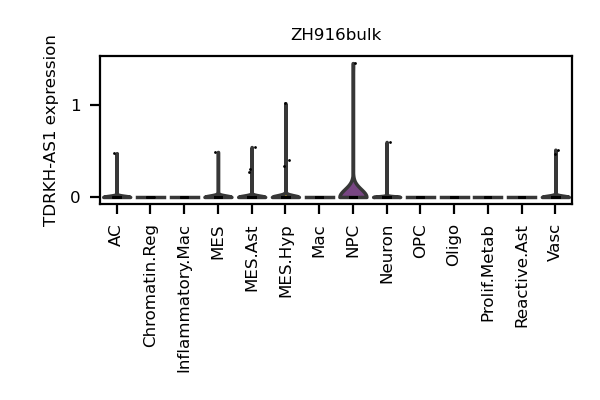 ZH916bulk
TDRKH-AS1 expression
1
0
AC
Chromatin.Reg
Inflammatory.Mac
MES
MES.Ast
MES.Hyp
Mac
NPC
Neuron
OPC
Oligo
Prolif.Metab
Reactive.Ast
Vasc